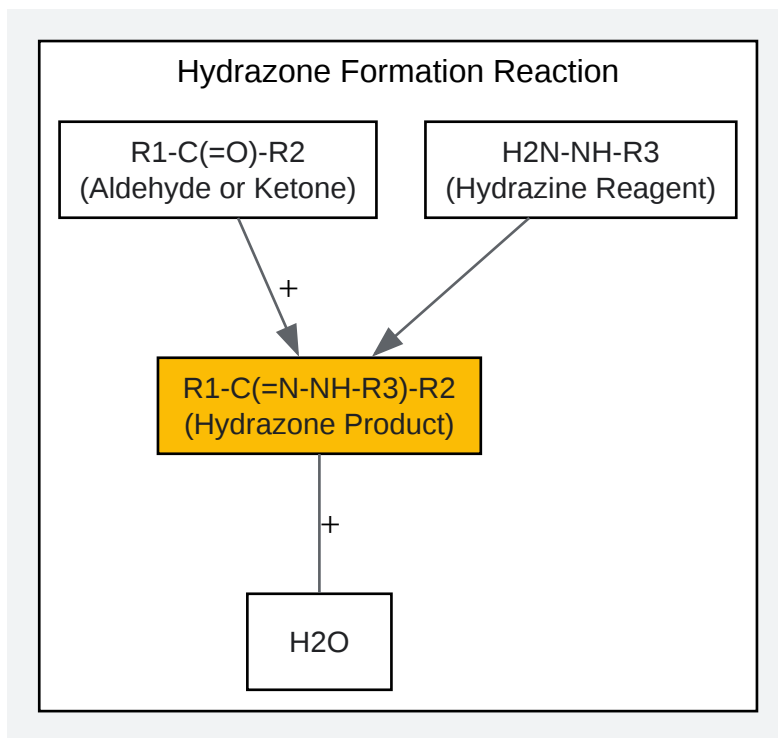 Hydrazone Formation Reaction
R1-C(=O)-R2
(Aldehyde or Ketone)
H2N-NH-R3
(Hydrazine Reagent)
+
R1-C(=N-NH-R3)-R2
(Hydrazone Product)
+
H2O